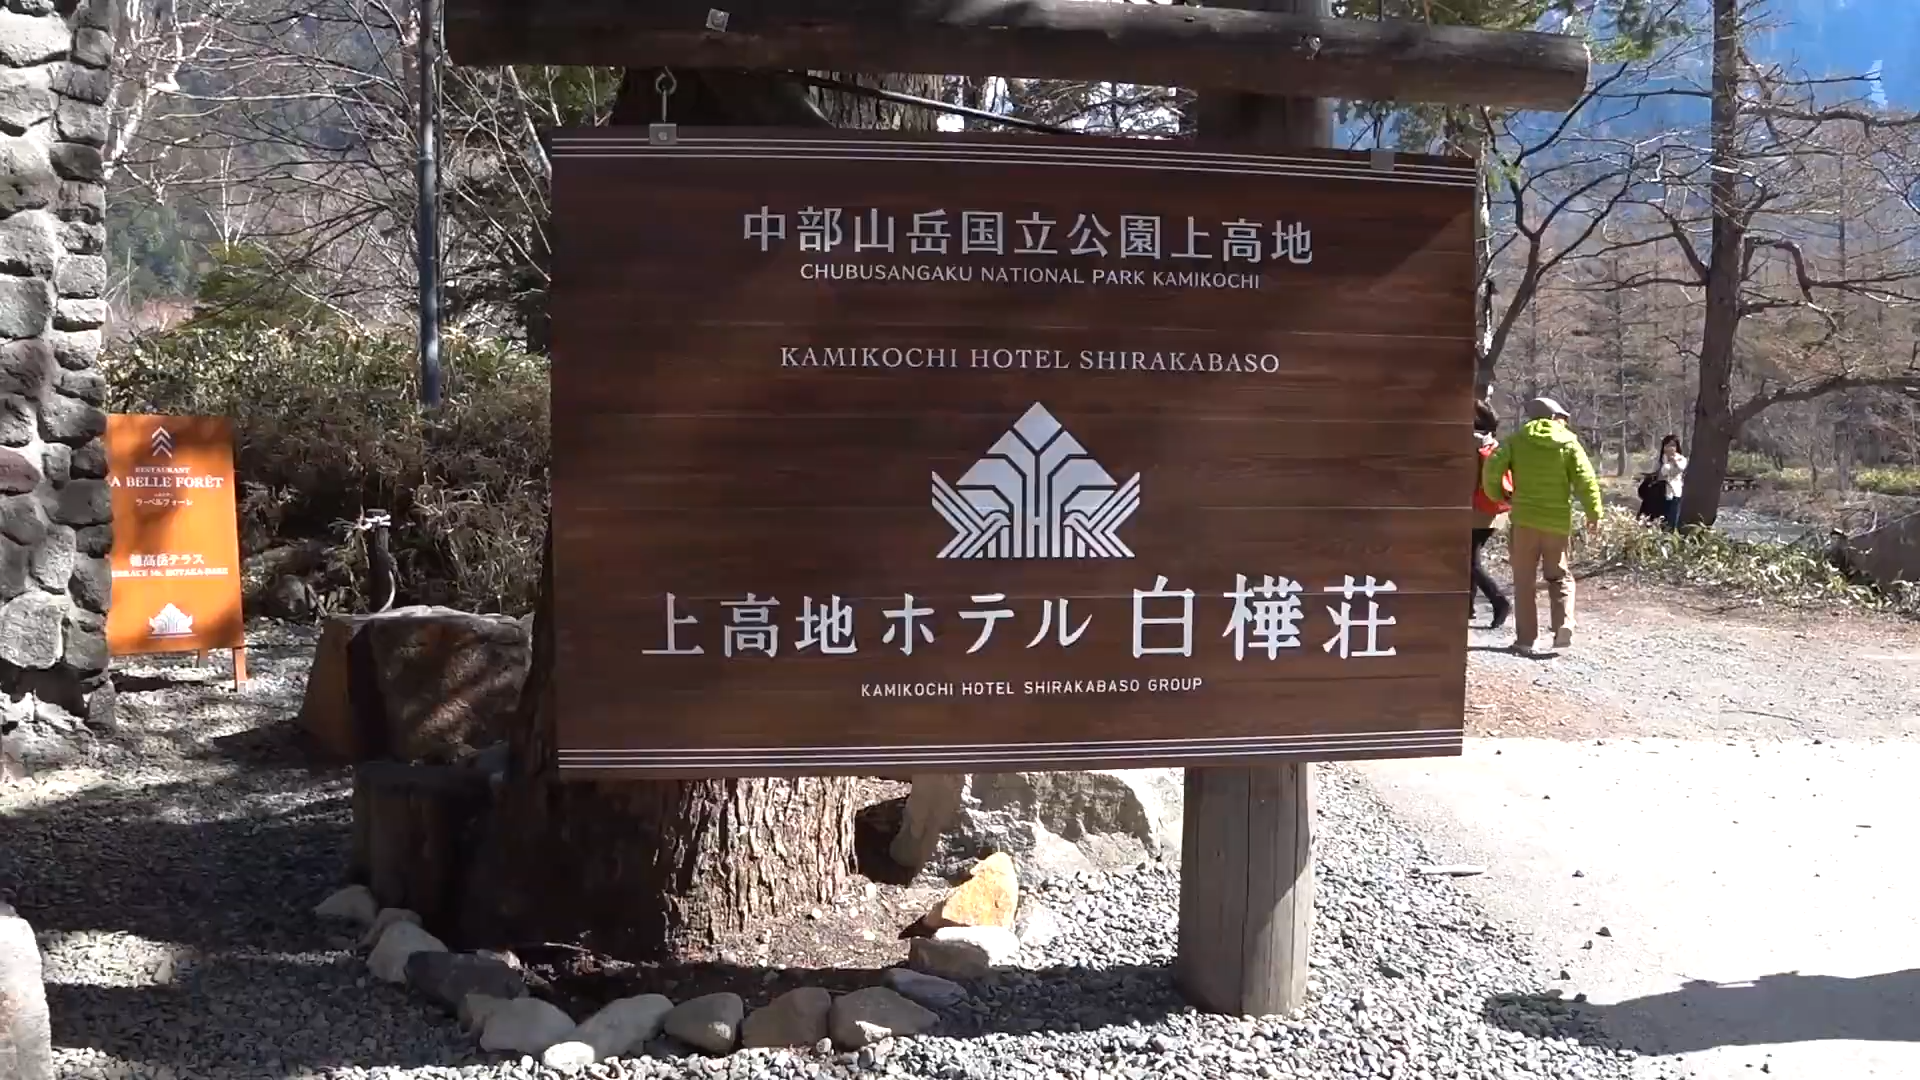 中部山岳国立公園上高地
CHUBUSANGAKU NATIONAL PARK KAMIKOCHI
KAMIKOCHI HOTEL SHIRAKABASO
上高地ホテル 白樺荘
KAMIKOCHI HOTEL SHIRAKABASO GROUP
RESTAURANT
A BELLE FORÊT
ラ・ベルフォーレ
穂高岳テラス